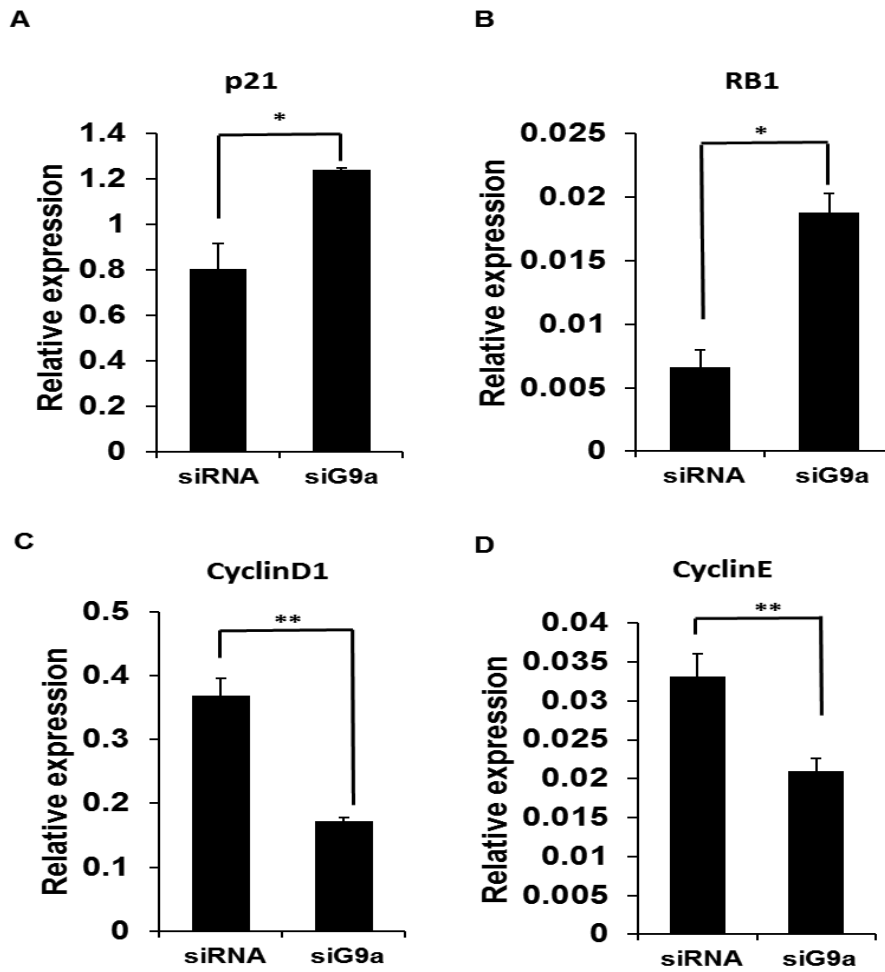 A
p21
*
1.4
1.2
1
0.8
0.6
0.4
0.2
0
Relative expression
siRNA siG9a
B
RB1
*
0.025
0.02
0.015
0.01
0.005
0
Relative expression
siRNA siG9a
C
CyclinD1
**
0.5
0.4
0.3
0.2
0.1
0
Relative expression
siRNA siG9a
D
CyclinE
**
0.04
0.035
0.03
0.025
0.02
0.015
0.01
0.005
0
Relative expression
siRNA siG9a